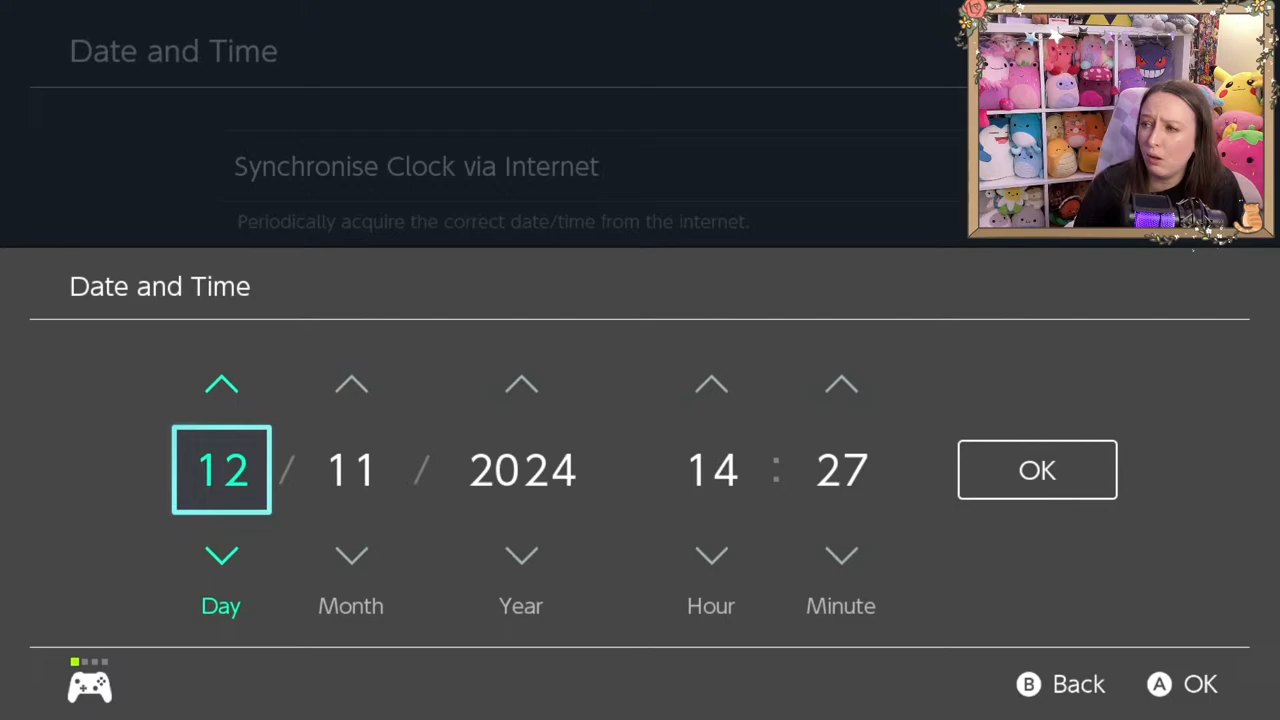 Date and Time
Synchronise Clock via Internet
Periodically acquire the correct date/time from the internet.
Date and Time
12 / 11 / 2024 14 : 27 OK
Day Month Year Hour Minute
B Back A OK